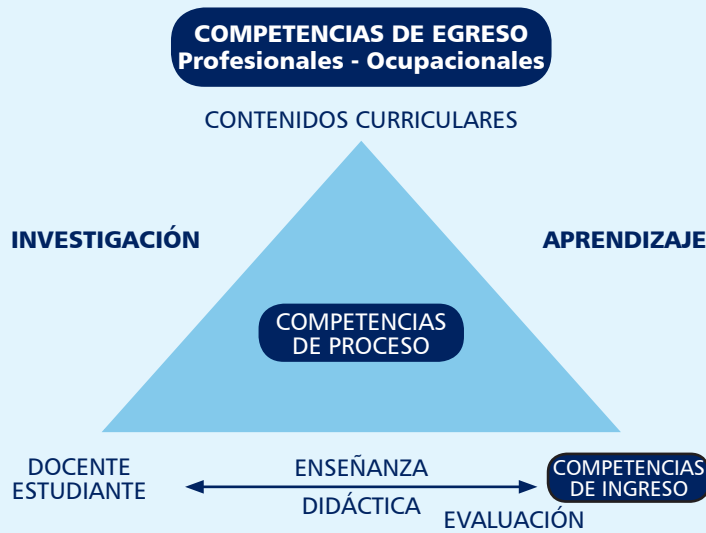 COMPETENCIAS DE EGRESO
Profesionales - Ocupacionales
CONTENIDOS CURRICULARES
INVESTIGACIÓN
APRENDIZAJE
COMPETENCIAS
DE PROCESO
DOCENTE
ESTUDIANTE
ENSEÑANZA
DIDÁCTICA
COMPETENCIAS
DE INGRESO
EVALUACIÓN